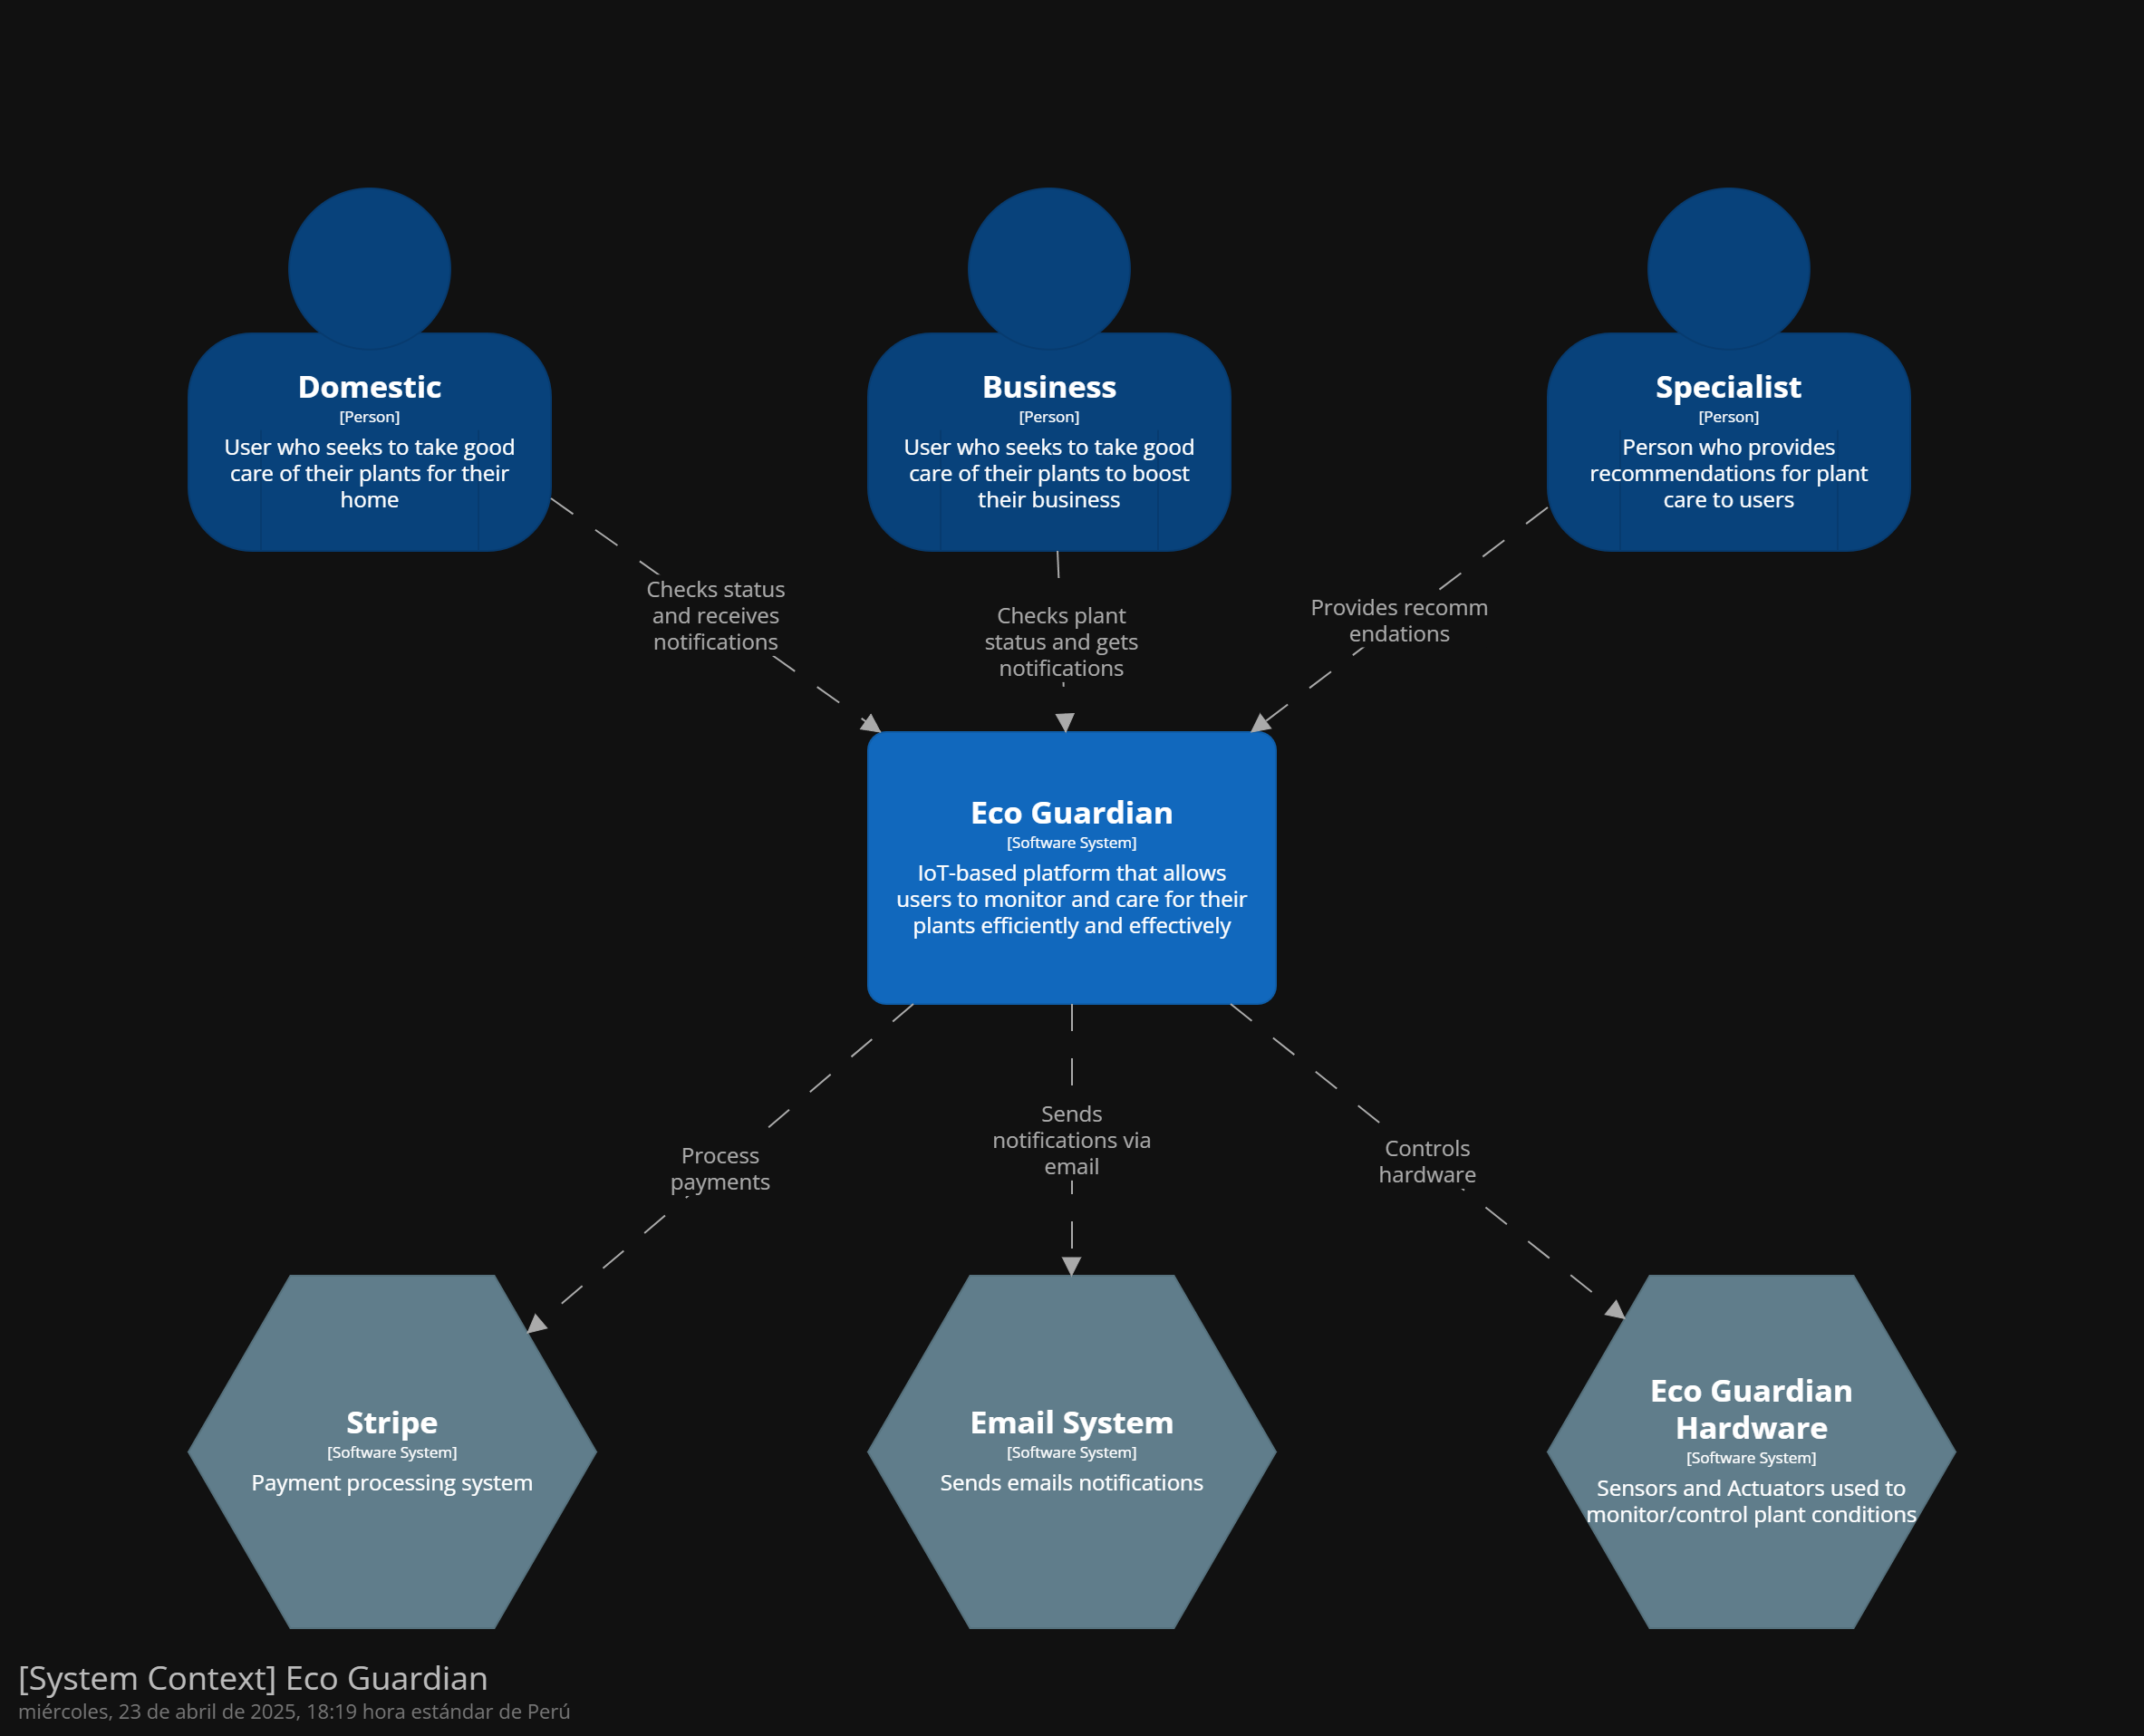 Domestic
[Person]
User who seeks to take good
care of their plants for their
home
Business
[Person]
User who seeks to take good
care of their plants to boost
their business
Specialist
[Person]
Person who provides
recommendations for plant
care to users
Checks status
and receives
notifications
Checks plant
status and gets
notifications
Provides recomm
endations
Eco Guardian
[Software System]
IoT-based platform that allows
users to monitor and care for their
plants efficiently and effectively
Process
payments
Sends
notifications via
email
Controls
hardware
Stripe
[Software System]
Payment processing system
Email System
[Software System]
Sends emails notifications
Eco Guardian
Hardware
[Software System]
Sensors and Actuators used to
monitor/control plant conditions
[System Context] Eco Guardian
miércoles, 23 de abril de 2025, 18:19 hora estándar de Perú